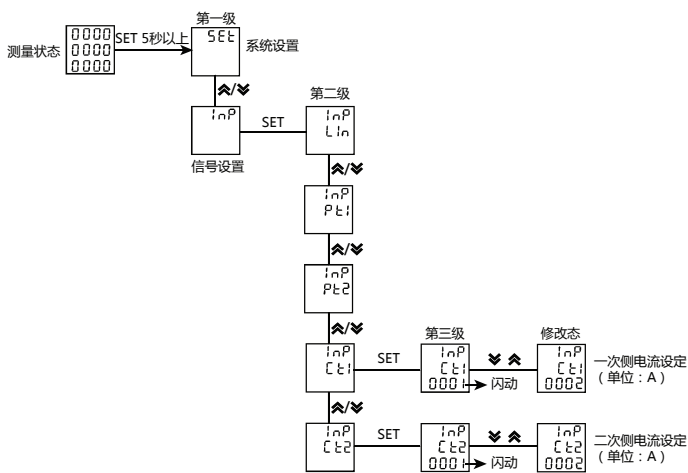 第一级
测量状态
0000
0000
0000
SET 5秒以上
SEt
系统设置
InP
信号设置
SET
第二级
InP
LIn
InP
Pt1
InP
Pt2
第三级
修改态
InP
Ct1
SET
InP
Ct1
0001
闪动
InP
Ct1
0002
一次侧电流设定
（单位：A）
InP
Ct2
SET
InP
Ct2
0001
闪动
InP
Ct2
0002
二次侧电流设定
（单位：A）